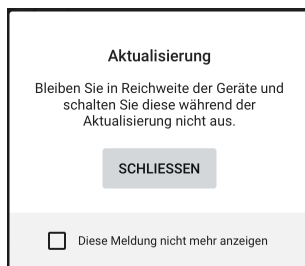 Aktualisierung
Bleiben Sie in Reichweite der Geräte und
schalten Sie diese während der
Aktualisierung nicht aus.
SCHLIESSEN
Diese Meldung nicht mehr anzeigen